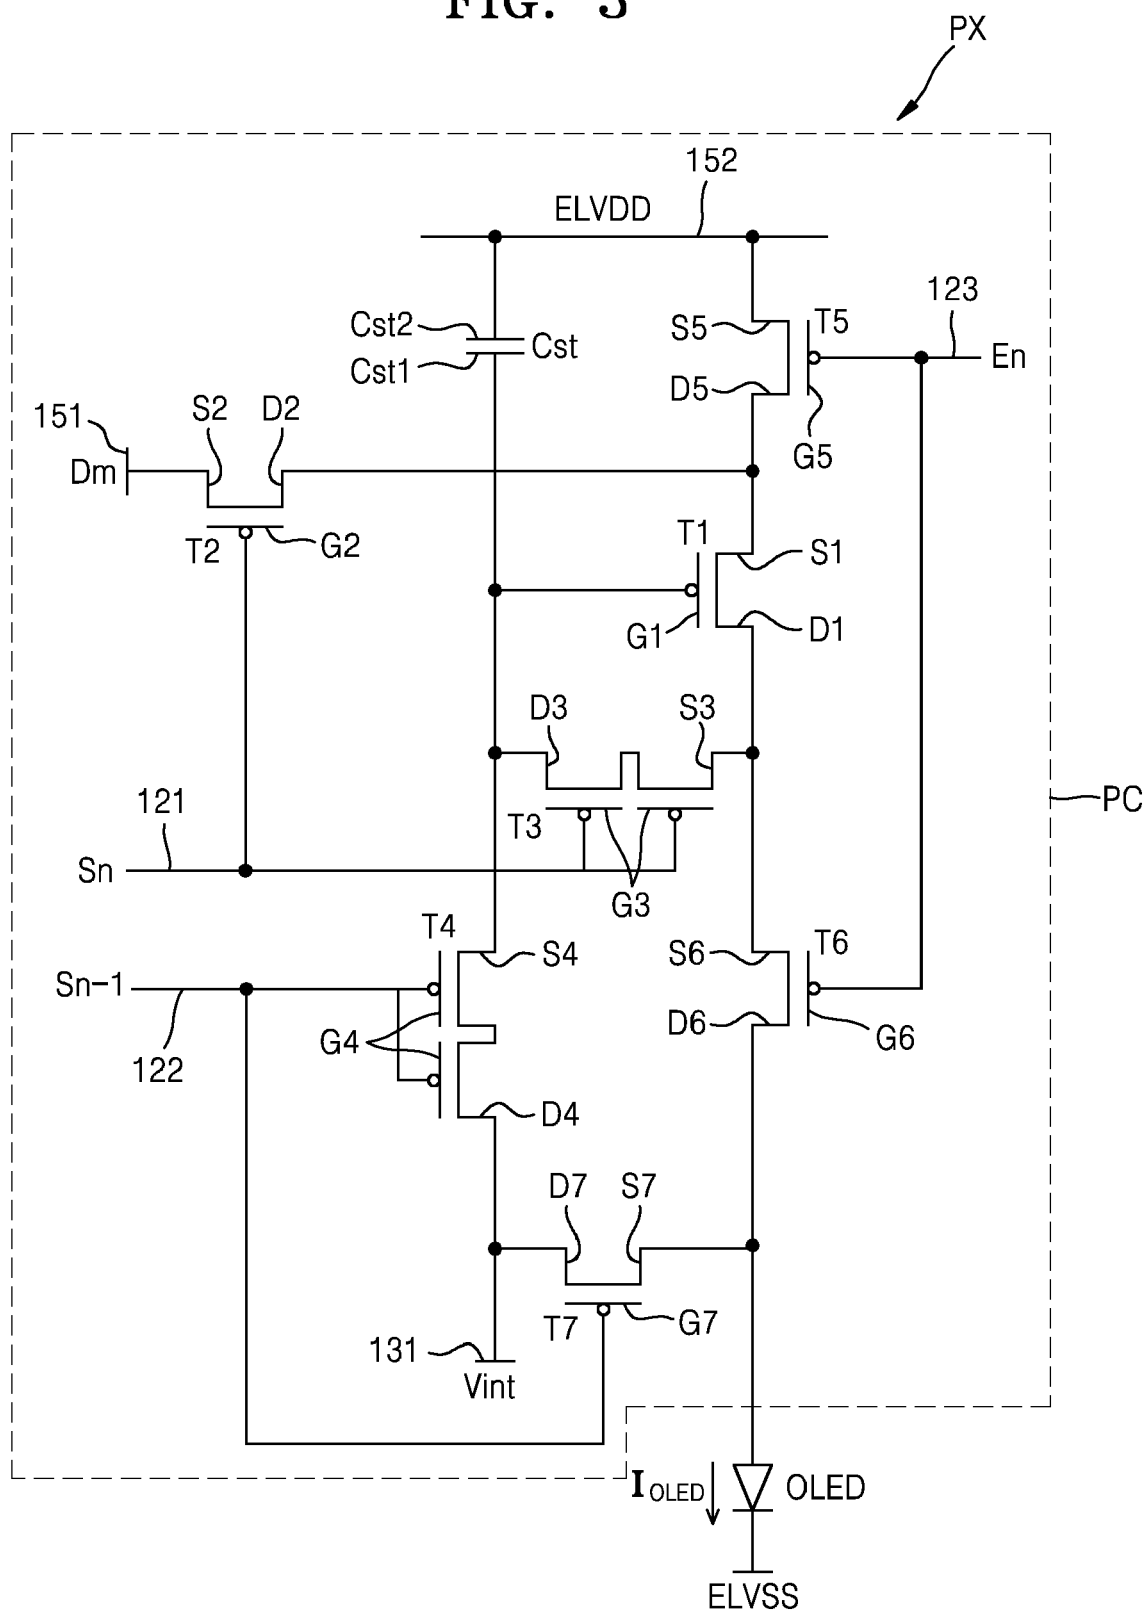 FIG. 3
PX
152
ELVDD
123
Cst2
Cst
Cst1
S5
T5
En
D5
G5
151
S2
D2
Dm
T2
G2
T1
S1
G1
D1
D3
S3
121
T3
PC
Sn
G3
T4
S4
S6
T6
Sn-1
G4
D6
G6
122
D4
D7
S7
T7
G7
131
Vint
IOLED
OLED
ELVSS